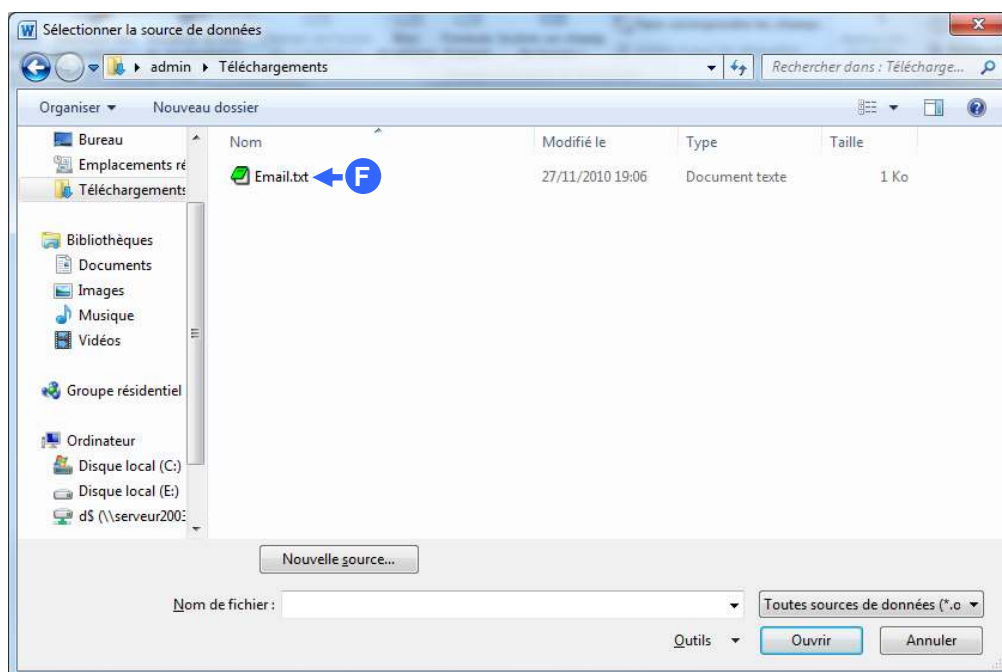 Sélectionner la source de données
admin Téléchargements
Rechercher dans : Télécharge...
Organiser Nouveau dossier
Bureau
Emplacements ré
Téléchargements
Bibliothèques
Documents
Images
Musique
Vidéos
Groupe résidentiel
Ordinateur
Disque local (C:)
Disque local (E:)
d$ (\\serveur2003
Nom Modifié le Type Taille
Email.txt F 27/11/2010 19:06 Document texte 1 Ko
Nouvelle source...
Nom de fichier :
Toutes sources de données (*.o
Outils Ouvrir Annuler